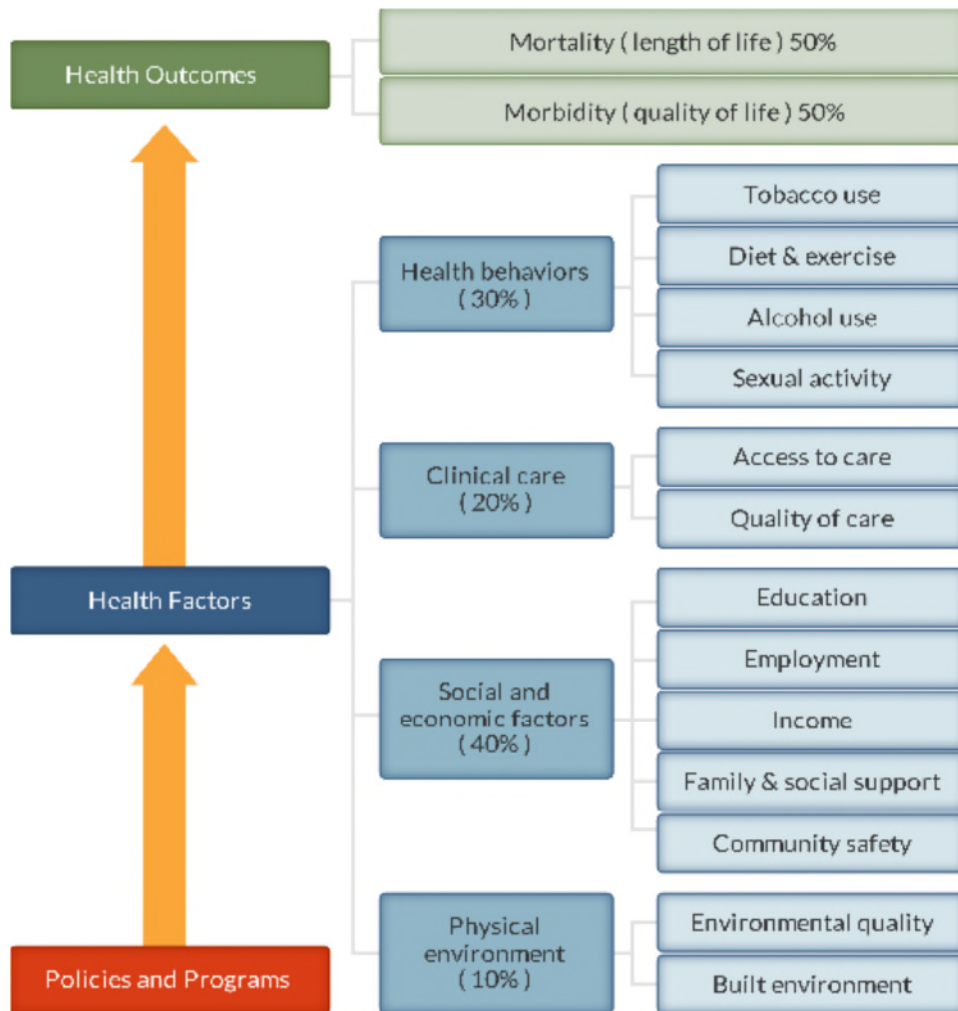 Health Outcomes
Mortality ( length of life ) 50%
Morbidity ( quality of life ) 50%
Health behaviors
( 30% )
Tobacco use
Diet & exercise
Alcohol use
Sexual activity
Clinical care
( 20% )
Access to care
Quality of care
Health Factors
Social and
economic factors
( 40% )
Education
Employment
Income
Family & social support
Community safety
Physical
environment
( 10% )
Environmental quality
Built environment
Policies and Programs